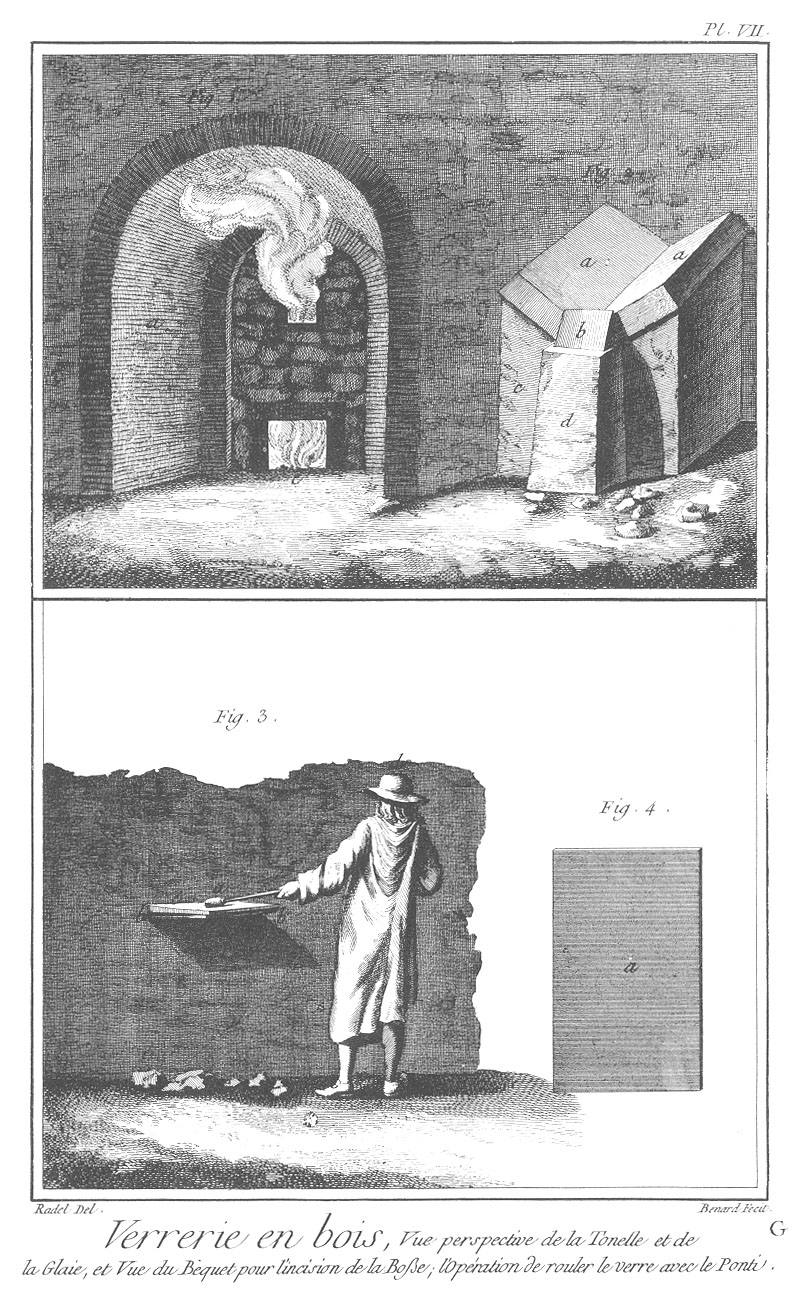 Pl. VII.
Fig. 1.
Fig. 2.
a
a
a
b
c
d
c
Fig. 3.
Fig. 4.
a
b
a
Radel Del.
Benard Fecit.
Verrerie en bois, Vue perspective de la Tonelle et de
la Glaie, et Vue du Bequet pour l'incision de la Boſse; l'Opération de rouler le verre avec le Ponti.
G